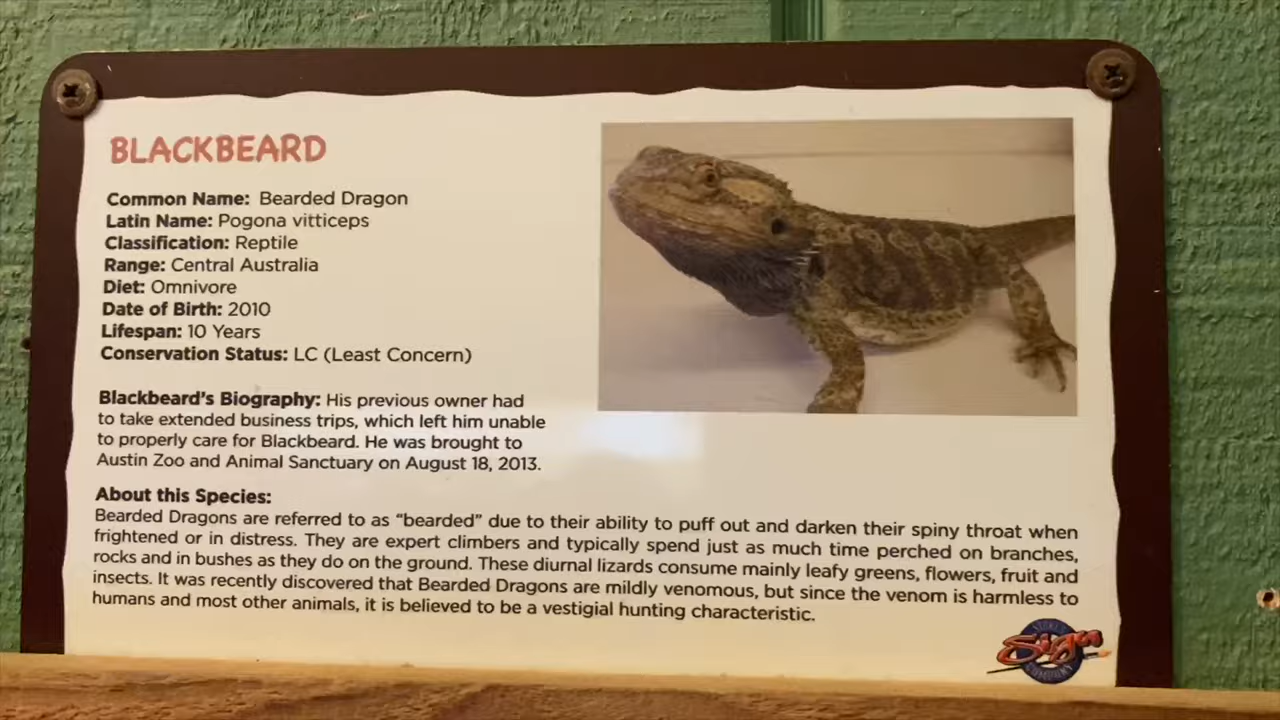 BLACKBEARD
Common Name: Bearded Dragon
Latin Name: Pogona vitticeps
Classification: Reptile
Range: Central Australia
Diet: Omnivore
Date of Birth: 2010
Lifespan: 10 Years
Conservation Status: LC (Least Concern)
Blackbeard's Biography: His previous owner had
to take extended business trips, which left him unable
to properly care for Blackbeard. He was brought to
Austin Zoo and Animal Sanctuary on August 18, 2013.
About this Species:
Bearded Dragons are referred to as “bearded” due to their ability to puff out and darken their spiny throat when
frightened or in distress. They are expert climbers and typically spend just as much time perched on branches,
rocks and in bushes as they do on the ground. These diurnal lizards consume mainly leafy greens, flowers, fruit and
insects. It was recently discovered that Bearded Dragons are mildly venomous, but since the venom is harmless to
humans and most other animals, it is believed to be a vestigial hunting characteristic.
Sign